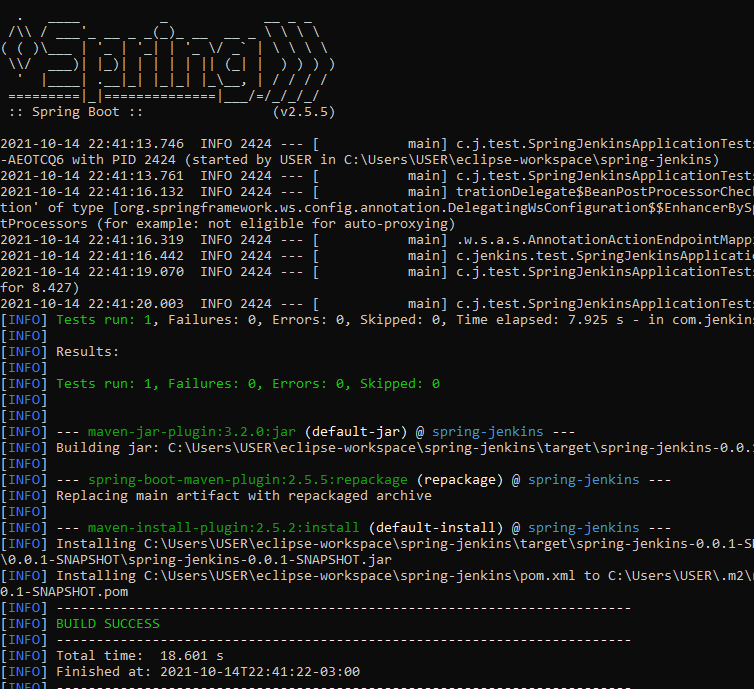 .   ____          _            __ _ _
 /\\ / ___'_ __ _ _(_)_ __  __ _ \ \ \ \
( ( )\___ | '_ | '_| | '_ \/ _` | \ \ \ \
 \\/  ___)| |_)| | | | | || (_| |  ) ) ) )
  '  |____| .__|_| |_|_| |_\__, | / / / /
 =========|_|==============|___/=/_/_/_/
 :: Spring Boot ::                (v2.5.5)
2021-10-14 22:41:13.746  INFO 2424 --- [           main] c.j.test.SpringJenkinsApplicationTests
-AEOTCQ6 with PID 2424 (started by USER in C:\Users\USER\eclipse-workspace\spring-jenkins)
2021-10-14 22:41:13.761  INFO 2424 --- [           main] c.j.test.SpringJenkinsApplicationTests
2021-10-14 22:41:16.132  INFO 2424 --- [           main] trationDelegate$BeanPostProcessorChec
tion' of type [org.springframework.ws.config.annotation.DelegatingWsConfiguration$$EnhancerBySp
tProcessors (for example: not eligible for auto-proxying)
2021-10-14 22:41:16.319  INFO 2424 --- [           main] .w.s.a.s.AnnotationActionEndpointMappi
2021-10-14 22:41:16.442  INFO 2424 --- [           main] c.jenkins.test.SpringJenkinsApplicatio
2021-10-14 22:41:19.070  INFO 2424 --- [           main] c.j.test.SpringJenkinsApplicationTests
for 8.427)
2021-10-14 22:41:20.003  INFO 2424 --- [           main] c.j.test.SpringJenkinsApplicationTests
[INFO] Tests run: 1, Failures: 0, Errors: 0, Skipped: 0, Time elapsed: 7.925 s - in com.jenkins
[INFO]
[INFO] Results:
[INFO]
[INFO] Tests run: 1, Failures: 0, Errors: 0, Skipped: 0
[INFO]
[INFO]
[INFO] --- maven-jar-plugin:3.2.0:jar (default-jar) @ spring-jenkins ---
[INFO] Building jar: C:\Users\USER\eclipse-workspace\spring-jenkins\target\spring-jenkins-0.0.1
[INFO]
[INFO] --- spring-boot-maven-plugin:2.5.5:repackage (repackage) @ spring-jenkins ---
[INFO] Replacing main artifact with repackaged archive
[INFO]
[INFO] --- maven-install-plugin:2.5.2:install (default-install) @ spring-jenkins ---
[INFO] Installing C:\Users\USER\eclipse-workspace\spring-jenkins\target\spring-jenkins-0.0.1-SN
\0.0.1-SNAPSHOT\spring-jenkins-0.0.1-SNAPSHOT.jar
[INFO] Installing C:\Users\USER\eclipse-workspace\spring-jenkins\pom.xml to C:\Users\USER\.m2\r
0.1-SNAPSHOT.pom
[INFO] ------------------------------------------------------------------------
[INFO] BUILD SUCCESS
[INFO] ------------------------------------------------------------------------
[INFO] Total time:  18.601 s
[INFO] Finished at: 2021-10-14T22:41:22-03:00
[INFO] ------------------------------------------------------------------------